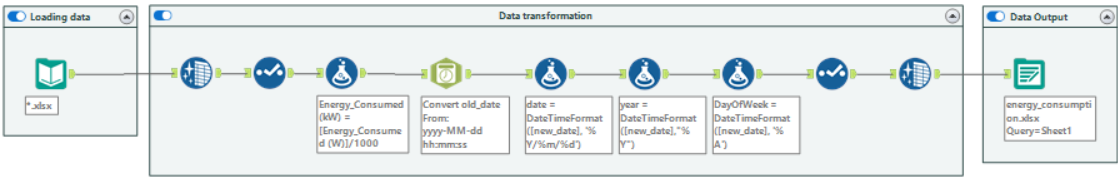 Loading data
Data transformation
Data Output
*.xlsx
Energy_Consumed
(kW) =
[Energy_Consume
d (W)]/1000
Convert old_date
From:
yyyy-MM-dd
hh:mm:ss
date =
DateTimeFormat
([new_date], '%
Y/%m/%d')
year =
DateTimeFormat
([new_date],"%
Y")
DayOfWeek =
DateTimeFormat
([new_date], '%
A')
energy_consumpti
on.xlsx
Query=Sheet1